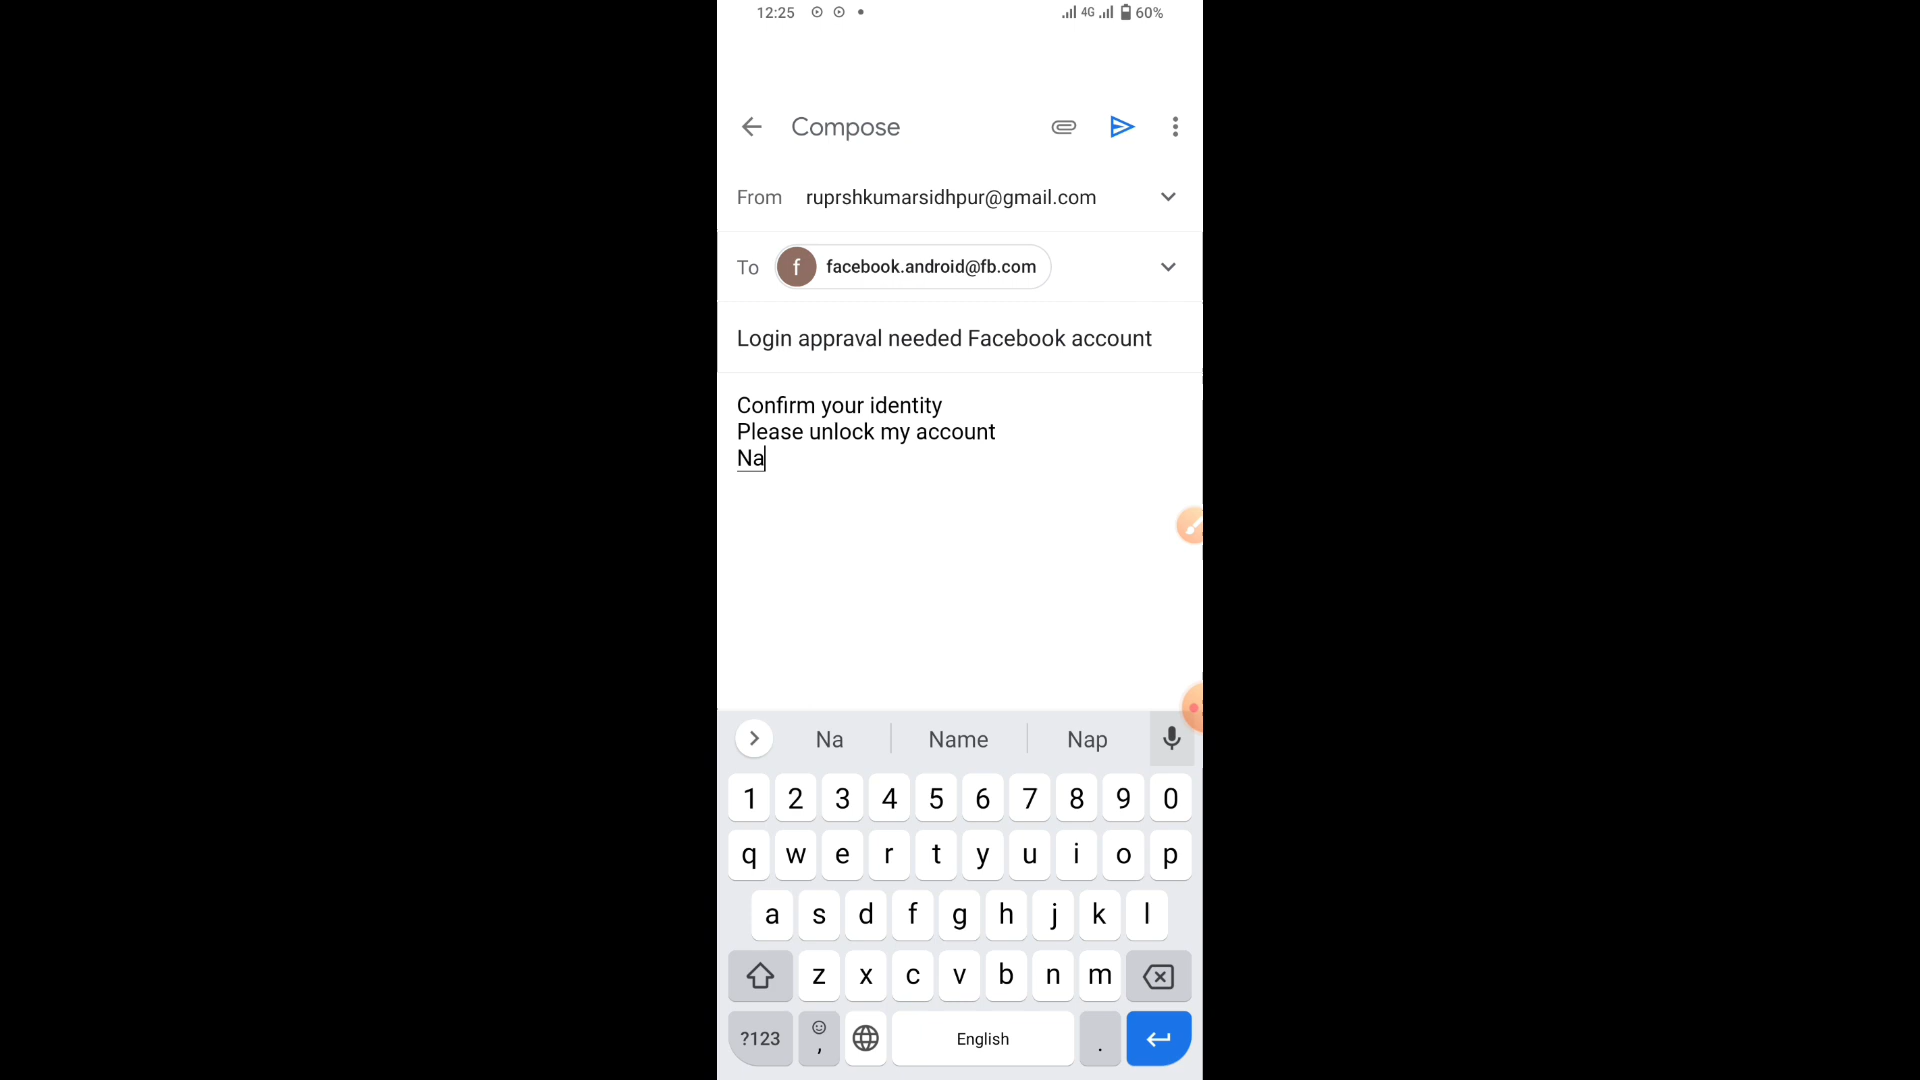 12:25 4G 60%
Compose
From ruprshkumarsidhpur@gmail.com
To f facebook.android@fb.com
Login appraval needed Facebook account
Confirm your identity
Please unlock my account
Na
Na Name Nap
1 2 3 4 5 6 7 8 9 0
q w e r t y u i o p
a s d f g h j k l
z x c v b n m
?123 , English .